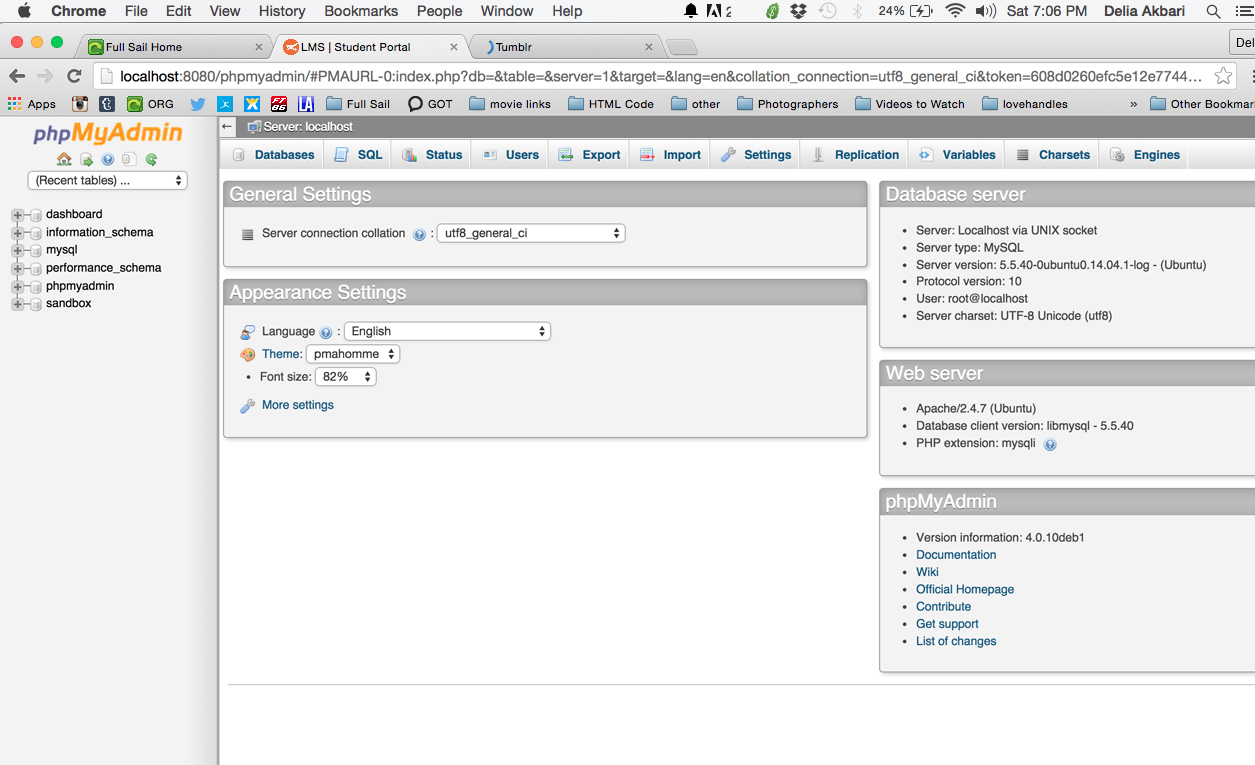 Chrome File Edit View History Bookmarks People Window Help 2 24% Sat 7:06 PM Delia Akbari
Full Sail Home × LMS | Student Portal × Tumblr × Del
localhost:8080/phpmyadmin/#PMAURL-0:index.php?db=&table=&server=1&target=&lang=en&collation_connection=utf8_general_ci&token=608d0260efc5e12e7744...
Apps ORG Full Sail GOT movie links HTML Code other Photographers Videos to Watch lovehandles » Other Bookmar
phpMyAdmin
(Recent tables) ...
dashboard
information_schema
mysql
performance_schema
phpmyadmin
sandbox
Server: localhost
Databases SQL Status Users Export Import Settings Replication Variables Charsets Engines
General Settings
Server connection collation : utf8_general_ci
Appearance Settings
Language : English
Theme: pmahomme
• Font size: 82%
More settings
Database server
• Server: Localhost via UNIX socket
• Server type: MySQL
• Server version: 5.5.40-0ubuntu0.14.04.1-log - (Ubuntu)
• Protocol version: 10
• User: root@localhost
• Server charset: UTF-8 Unicode (utf8)
Web server
• Apache/2.4.7 (Ubuntu)
• Database client version: libmysql - 5.5.40
• PHP extension: mysqli
phpMyAdmin
• Version information: 4.0.10deb1
• Documentation
• Wiki
• Official Homepage
• Contribute
• Get support
• List of changes